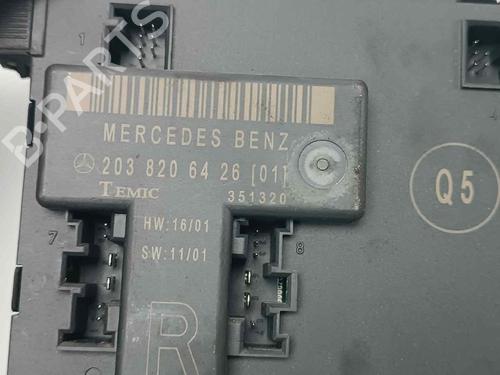 1
B-PARTS
MERCEDES BENZ
203 820 64 26 [01]
TEMIC 351320
HW:16/01
SW:11/01
7
8
R
Q5